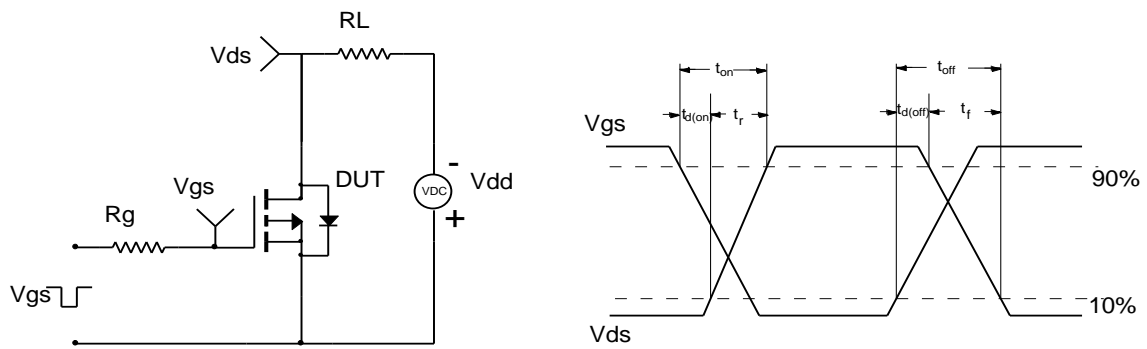 RL
Vds
Vgs
DUT
Rg
VDC
-
+
Vdd
Vgs
ton
toff
td(on)
tr
td(off)
tf
Vgs
90%
10%
Vds